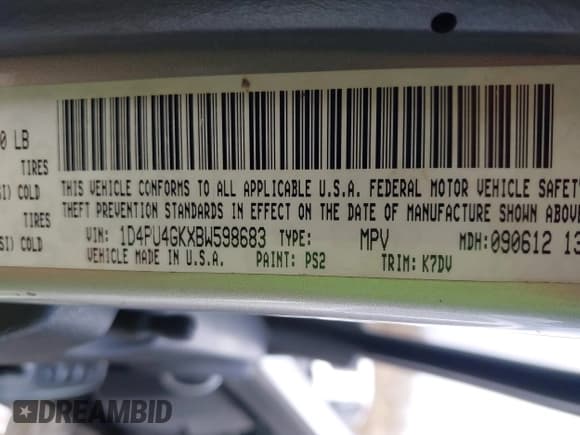 0 LB
TIRES
SI) COLD
TIRES
SI) COLD
THIS VEHICLE CONFORMS TO ALL APPLICABLE U.S.A. FEDERAL MOTOR VEHICLE SAFETY
THEFT PREVENTION STANDARDS IN EFFECT ON THE DATE OF MANUFACTURE SHOWN ABOVE
VIN: 1D4PU4GKXBW598683 TYPE: MPV MDH: 090612 13
VEHICLE MADE IN U.S.A. PAINT: PS2 TRIM: K7DV
DREAMBID